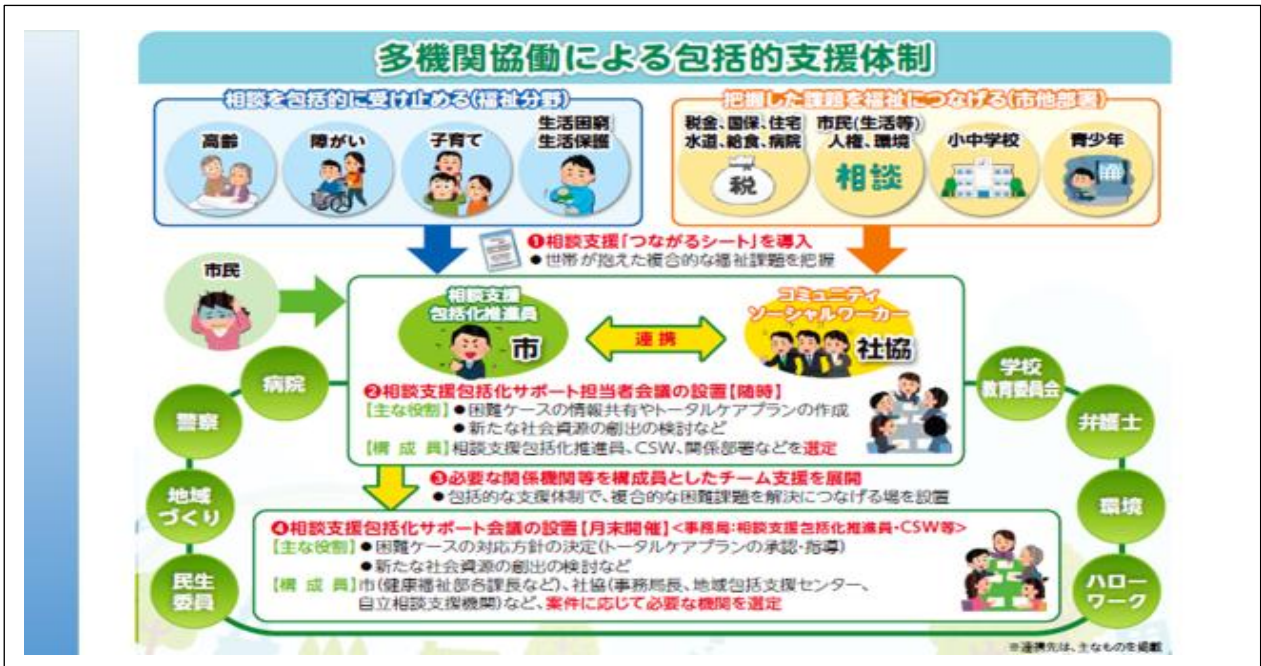 多機関協働による包括的支援体制
相談を包括的に受け止める(福祉分野)
高齢
障がい
子育て
生活困窮
生活保護
把握した課題を福祉につなげる(市他部署)
税金、国保、住宅
水道、給食、病院
税
市民(生活等)
人権、環境
相談
小中学校
青少年
❶相談支援「つながるシート」を導入
●世帯が抱えた複合的な福祉課題を把握
市民
相談支援
包括化推進員
市
連携
コミュニティ
ソーシャルワーカー
社協
❷相談支援包括化サポート担当者会議の設置【随時】
【主な役割】●困難ケースの情報共有やトータルケアプランの作成
●新たな社会資源の創出の検討など
【構成員】相談支援包括化推進員、CSW、関係部署などを選定
❸必要な関係機関等を構成員としたチーム支援を展開
●包括的な支援体制で、複合的な困難課題を解決につなげる場を設置
❹相談支援包括化サポート会議の設置【月末開催】<事務局:相談支援包括化推進員・CSW等>
【主な役割】●困難ケースの対応方針の決定(トータルケアプランの承認・指導)
●新たな社会資源の創出の検討など
【構成員】市(健康福祉部各課長など)、社協(事務局長、地域包括支援センター、
自立相談支援機関)など、案件に応じて必要な機関を選定
病院
警察
地域
づくり
民生
委員
学校
教育委員会
弁護士
環境
ハロー
ワーク
※連携先は、主なものを掲載